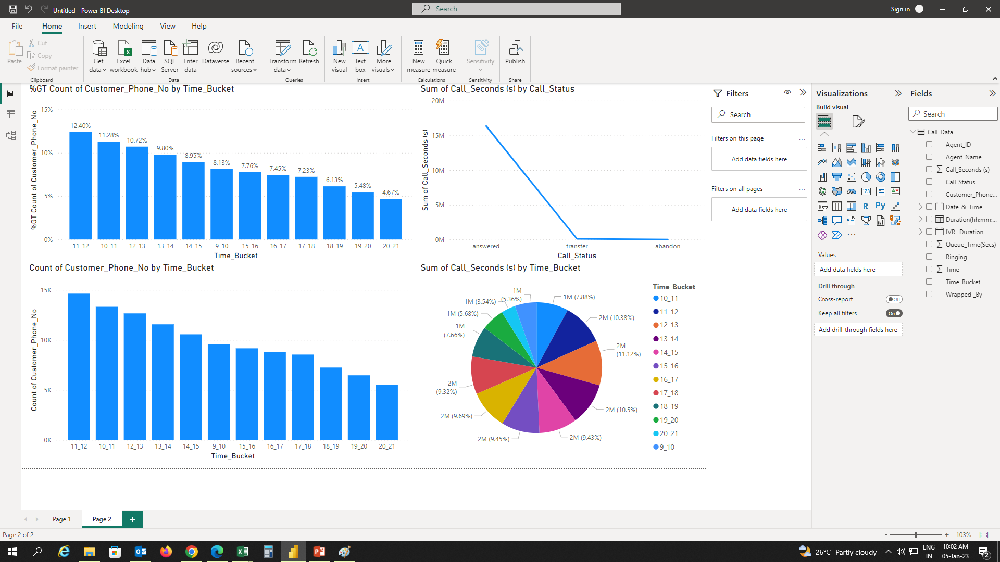 Untitled - Power BI Desktop
Search
Sign in
File
Home
Insert
Modeling
View
Help
Paste
Cut
Copy
Format painter
Clipboard
Get data
Excel workbook
Data hub
SQL Server
Enter data
Dataverse
Recent sources
Data
Transform data
Refresh
Queries
New visual
Text box
More visuals
Insert
New measure
Quick measure
Calculations
Sensitivity
Sensitivity
Publish
Share
%GT Count of Customer_Phone_No by Time_Bucket
%GT Count of Customer_Phone_No
15%
10%
5%
0%
12.40%
11.28%
10.72%
9.80%
8.95%
8.13%
7.76%
7.45%
7.23%
6.13%
5.48%
4.67%
11_12
10_11
12_13
13_14
14_15
9_10
15_16
16_17
17_18
18_19
19_20
20_21
Time_Bucket
Sum of Call_Seconds (s) by Call_Status
Sum of Call_Seconds (s)
20M
15M
10M
5M
0M
answered
transfer
abandon
Call_Status
Count of Customer_Phone_No by Time_Bucket
Count of Customer_Phone_No
15K
10K
5K
0K
11_12
10_11
12_13
13_14
14_15
9_10
15_16
16_17
17_18
18_19
19_20
20_21
Time_Bucket
Sum of Call_Seconds (s) by Time_Bucket
1M (7.88%)
2M (10.38%)
2M
(11.12%)
2M (10.5%)
2M (9.43%)
2M (9.45%)
2M (9.69%)
2M
(9.32%)
1M
(7.66%)
1M (5.68%)
1M (3.54%)
1M
(5.36%)
Time_Bucket
10_11
11_12
12_13
13_14
14_15
15_16
16_17
17_18
18_19
19_20
20_21
9_10
Filters
Search
Filters on this page
...
Add data fields here
Filters on all pages
...
Add data fields here
Visualizations
Build visual
123
R
Py
...
Values
Add data fields here
Drill through
Cross-report
Off
Keep all filters
On
Add drill-through fields here
Fields
Search
Call_Data
Agent_ID
Agent_Name
∑ Call_Seconds (s)
Call_Status
Customer_Phone...
Date_&_Time
Duration(hh:mm:...
IVR _Duration
∑ Queue_Time(Secs)
Ringing
∑ Time
Time_Bucket
Wrapped _By
Page 1
Page 2
+
Page 2 of 2
- + 103%
26°C Partly cloudy
ENG
IN
10:02 AM
05-Jan-23
2